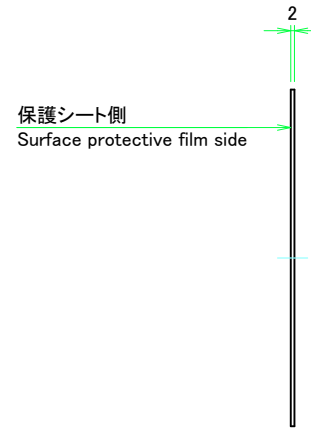 2
保護シート側
Surface protective film side